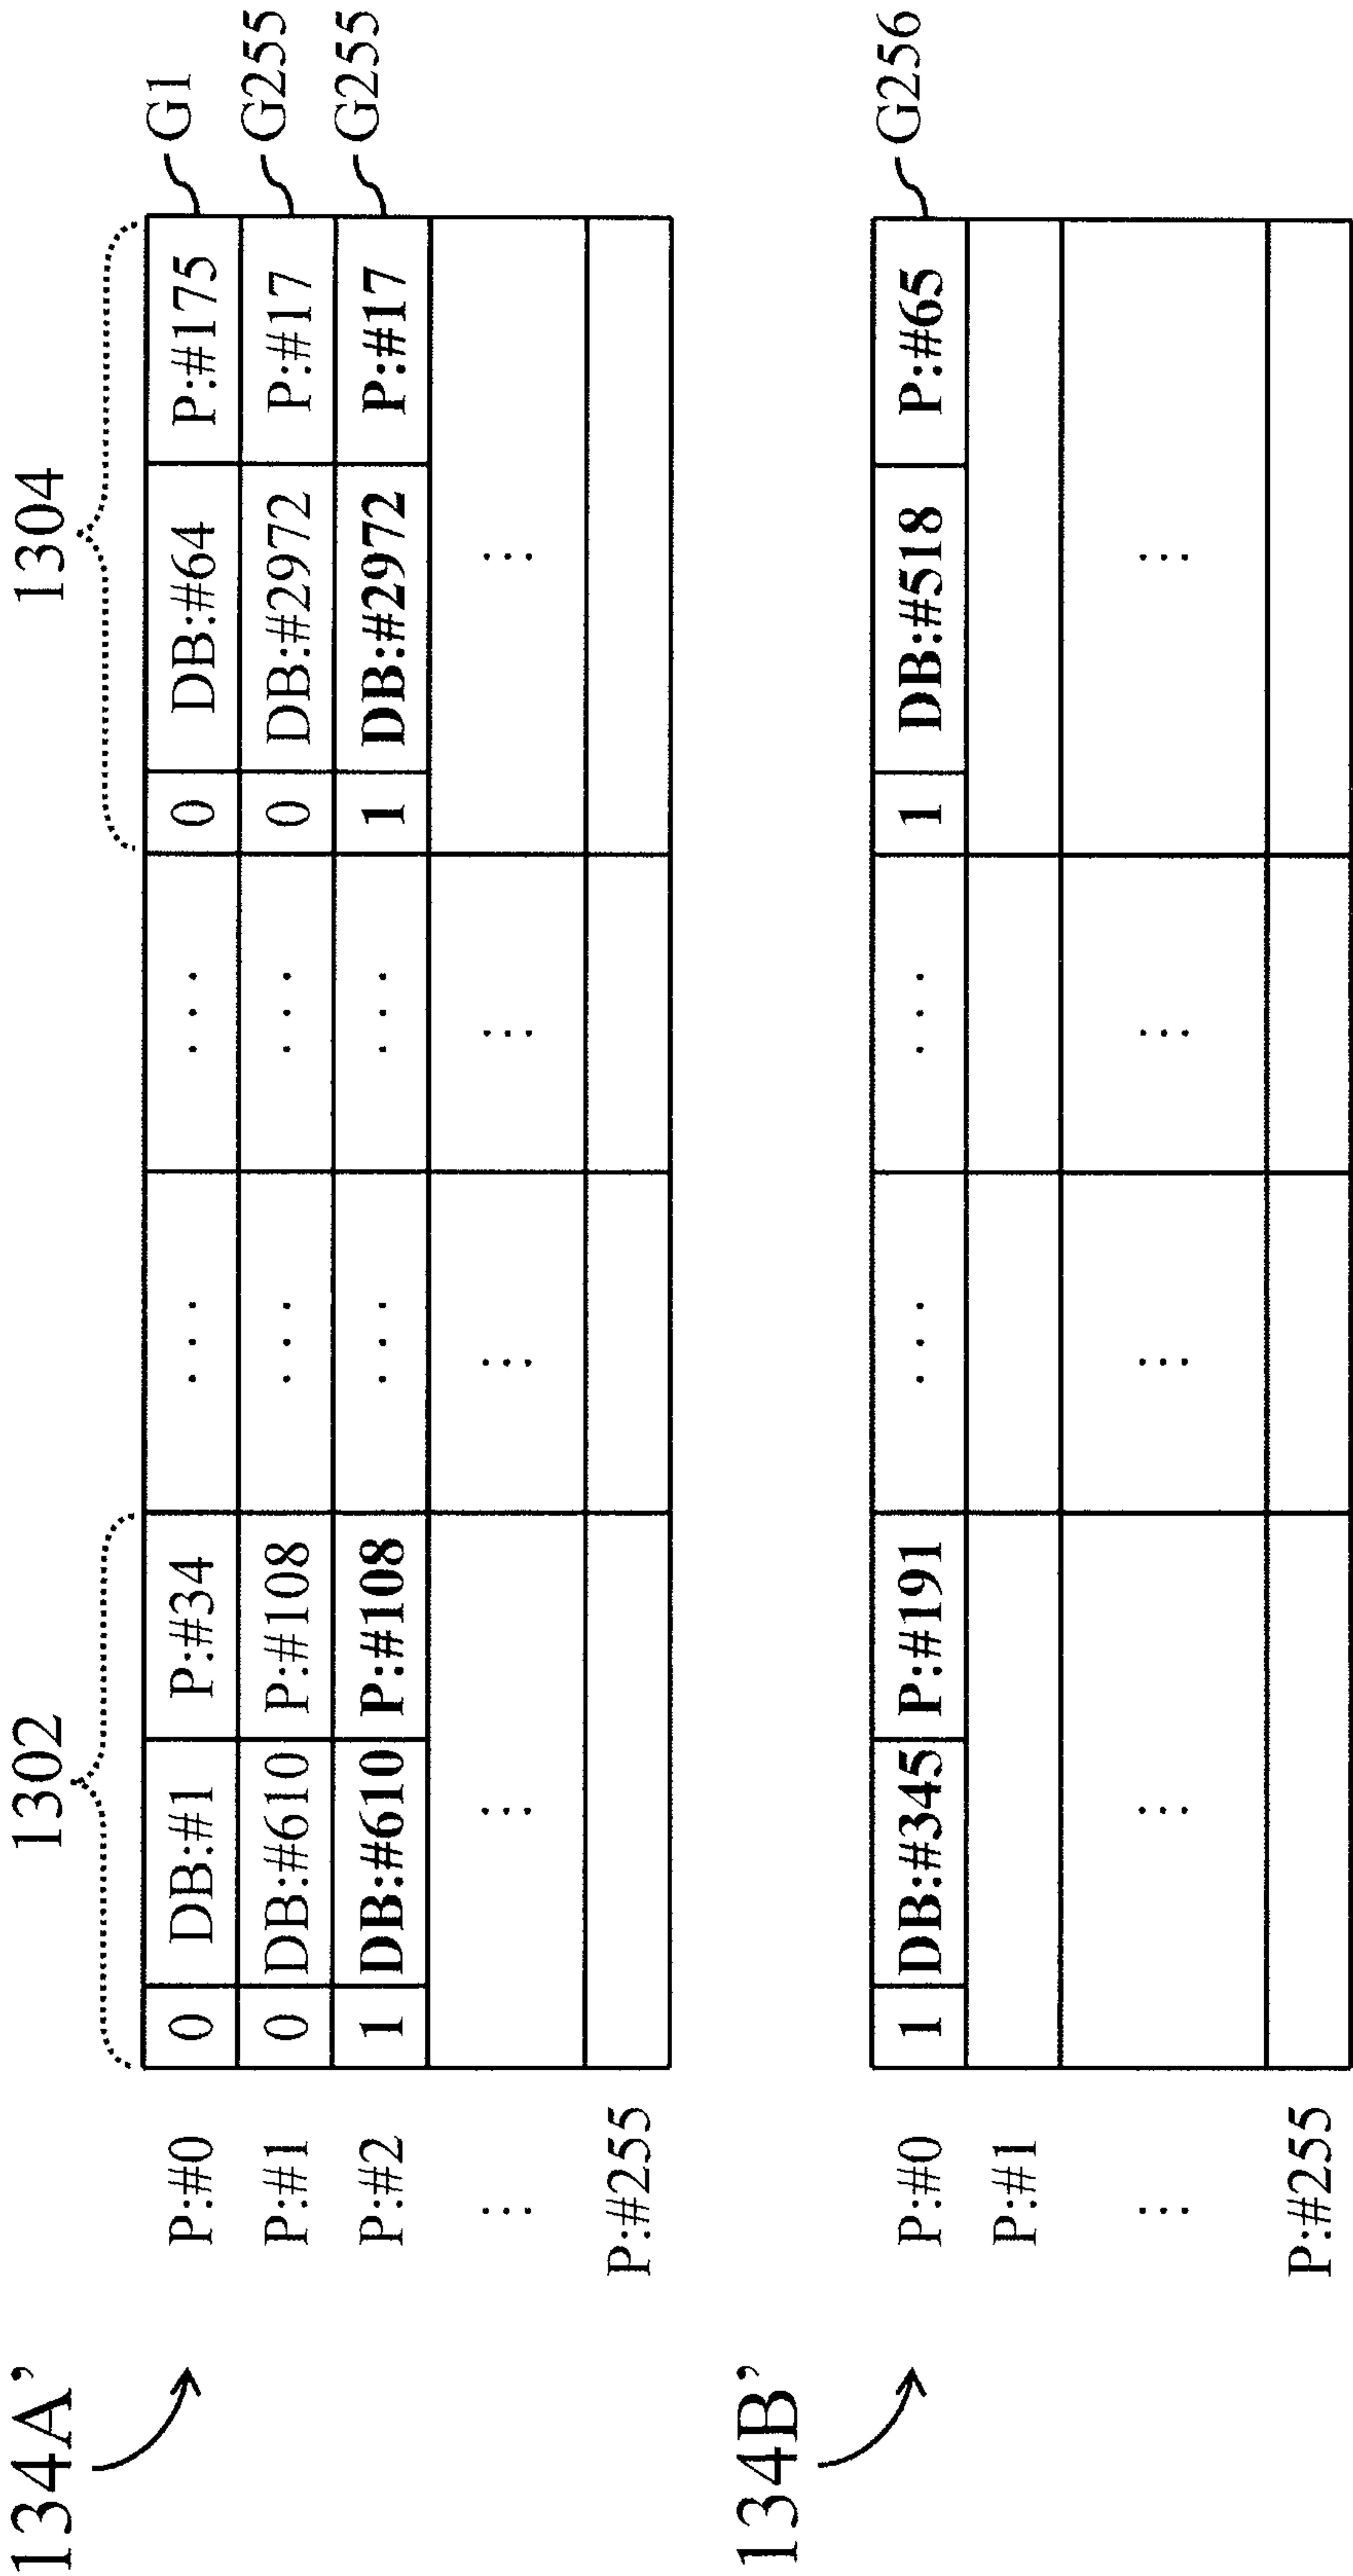 134A’
1302
1304
P:#0 0 DB:#1 P:#34 ... ... 0 DB:#64 P:#175 G1
P:#1 0 DB:#610 P:#108 ... ... 0 DB:#2972 P:#17 G255
P:#2 1 DB:#610 P:#108 ... ... 1 DB:#2972 P:#17 G255
... ... ... ... ...
P:#255
134B’
P:#0 1 DB:#345 P:#191 ... ... 1 DB:#518 P:#65 G256
P:#1
... ... ... ... ...
P:#255